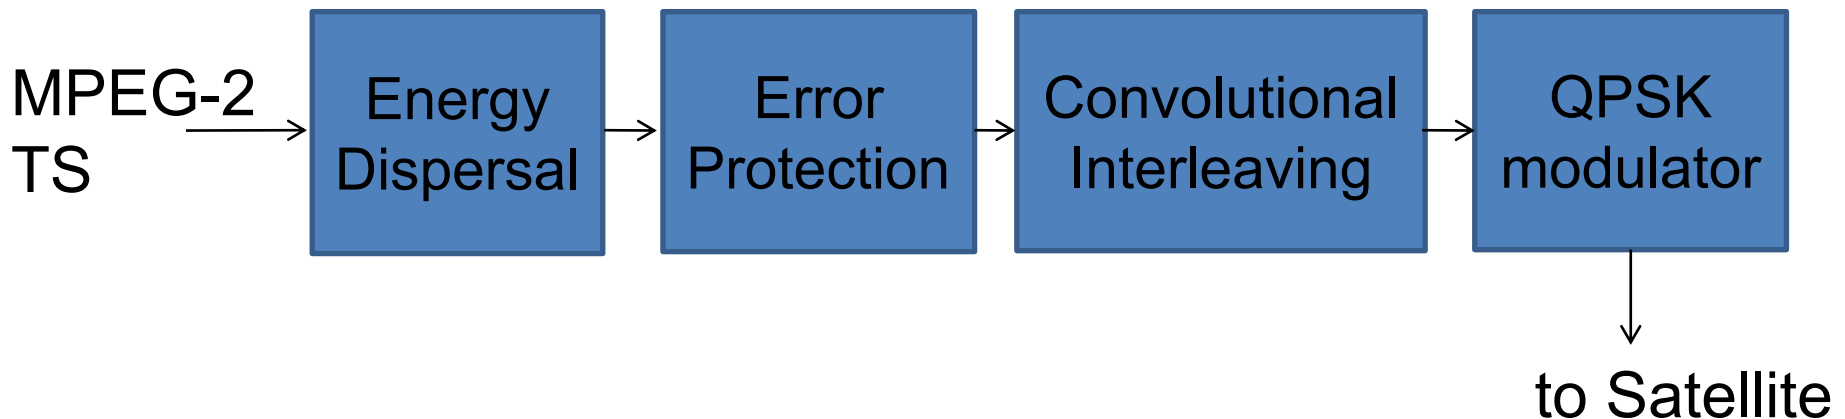 MPEG-2
TS
Energy
Dispersal
Error
Protection
Convolutional
Interleaving
QPSK
modulator
to Satellite